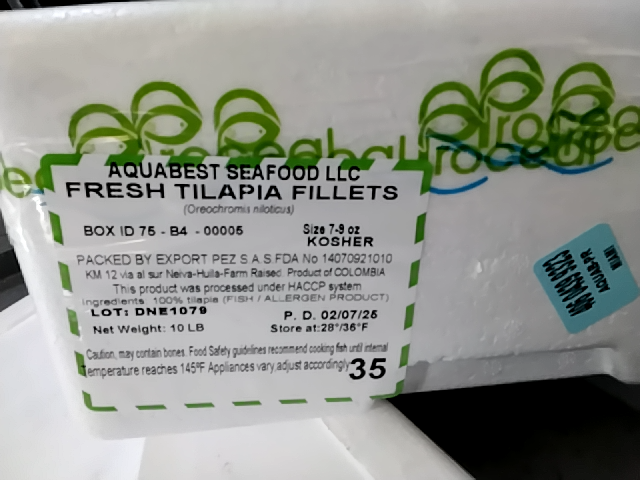 AQUABEST SEAFOOD LLC
FRESH TILAPIA FILLETS
(Oreochromis niloticus)
BOX ID 75 - B4 - 00005
Size 7-9 oz
KOSHER
PACKED BY EXPORT PEZ S.A.S.FDA No 14070921010
KM 12 via al sur Neiva-Huila-Farm Raised. Product of COLOMBIA
This product was processed under HACCP system
Ingredients 100% tilapia (FISH / ALLERGEN PRODUCT)
LOT: DNE1079
P. D. 02/07/25
Net Weight: 10 LB
Store at:28°/36°F
Caution, may contain bones. Food Safety guidelines recommend cooking fish until internal
Temperature reaches 145ºF Appliances vary,adjust accordingly
35
MIAMI
AQUAB-PR